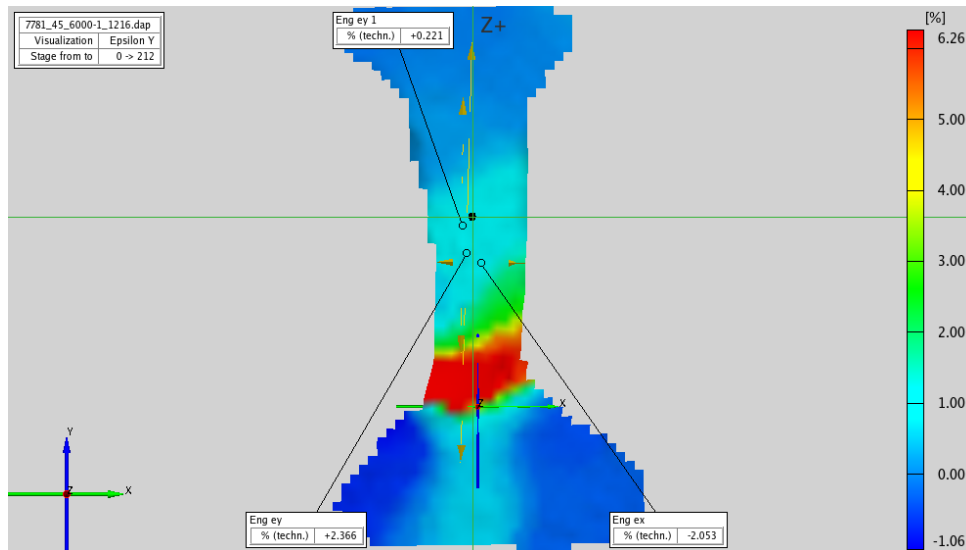 7781_45_6000-1_1216.dap
Visualization Epsilon Y
Stage from to 0 -> 212
Eng ey 1
% (techn.) +0.221
Z+
[%]
6.26
5.00
4.00
3.00
2.00
1.00
0.00
-1.06
Z X
Y
Z X
Eng ey
% (techn.) +2.366
Eng ex
% (techn.) -2.053